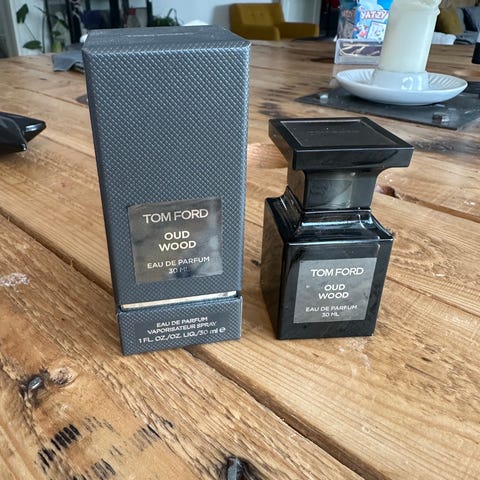 TOM FORD
OUD
WOOD
EAU DE PARFUM
30 ML
EAU DE PARFUM
VAPORISATEUR SPRAY
1 FL. OZ./OZ. LIQ./30 ml e
TOM FORD
OUD
WOOD
EAU DE PARFUM
30 ML
YATZY